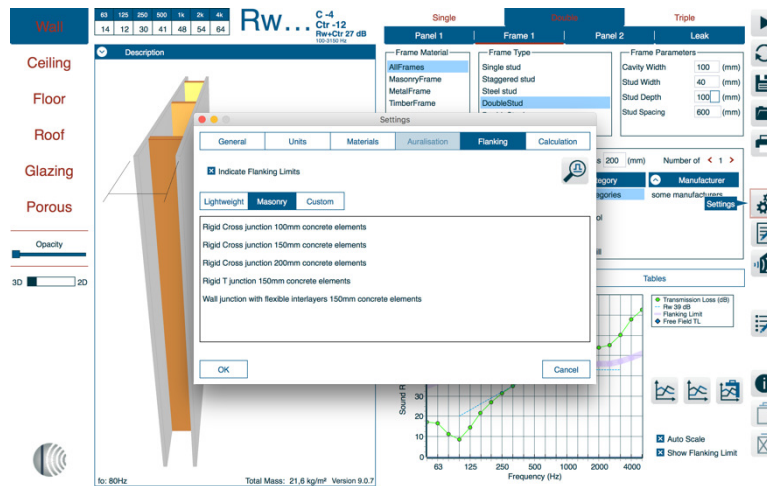 Wall
Ceiling
Floor
Roof
Glazing
Porous
Opacity
3D 2D
63 125 250 500 1k 2k 4k
14 12 30 41 48 54 64
Rw...
C -4
Ctr -12
Rw+Ctr 27 dB
100-3150 Hz
Description
fo: 80Hz
Total Mass: 21,6 kg/m² Version 9.0.7
Single Double Triple
Panel 1 Frame 1 Panel 2 Leak
Frame Material
AllFrames
MasonryFrame
MetalFrame
TimberFrame
Frame Type
Single stud
Staggered stud
Steel stud
DoubleStud
Frame Parameters
Cavity Width 100 (mm)
Stud Width 40 (mm)
Stud Depth 100 (mm)
Stud Spacing 600 (mm)
200 (mm) Number of < 1 >
Manufacturer
some manufacturers
Settings
Settings
General Units Materials Auralisation Flanking Calculation
Indicate Flanking Limits
Lightweight Masonry Custom
Rigid Cross junction 100mm concrete elements
Rigid Cross junction 150mm concrete elements
Rigid Cross junction 200mm concrete elements
Rigid T junction 150mm concrete elements
Wall junction with flexible interlayers 150mm concrete elements
OK Cancel
Tables
Transmission Loss (dB)
Rw 39 dB
Flanking Limit
Free Field TL
30
20
10
0
63 125 250 500 1000 2000 4000
Frequency (Hz)
Auto Scale
Show Flanking Limit